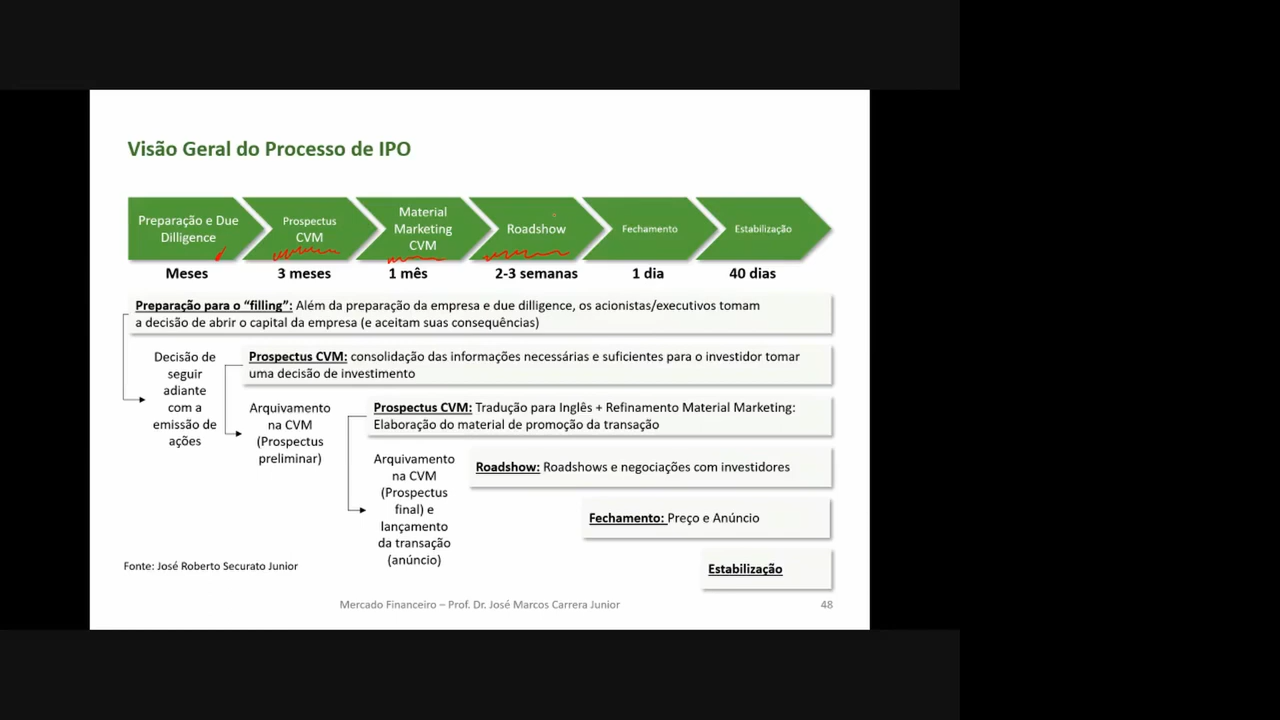 Visão Geral do Processo de IPO
Preparação e Due
Dilligence
Prospectus
CVM
Material
Marketing
CVM
Roadshow
Fechamento
Estabilização
Meses
3 meses
1 mês
2-3 semanas
1 dia
40 dias
Preparação para o “filling”: Além da preparação da empresa e due dilligence, os acionistas/executivos tomam
a decisão de abrir o capital da empresa (e aceitam suas consequências)
Decisão de
seguir
adiante
com a
emissão de
ações
Prospectus CVM: consolidação das informações necessárias e suficientes para o investidor tomar
uma decisão de investimento
Arquivamento
na CVM
(Prospectus
preliminar)
Prospectus CVM: Tradução para Inglês + Refinamento Material Marketing:
Elaboração do material de promoção da transação
Arquivamento
na CVM
(Prospectus
final) e
lançamento
da transação
(anúncio)
Roadshow: Roadshows e negociações com investidores
Fechamento: Preço e Anúncio
Estabilização
Fonte: José Roberto Securato Junior
Mercado Financeiro – Prof. Dr. José Marcos Carrera Junior
48